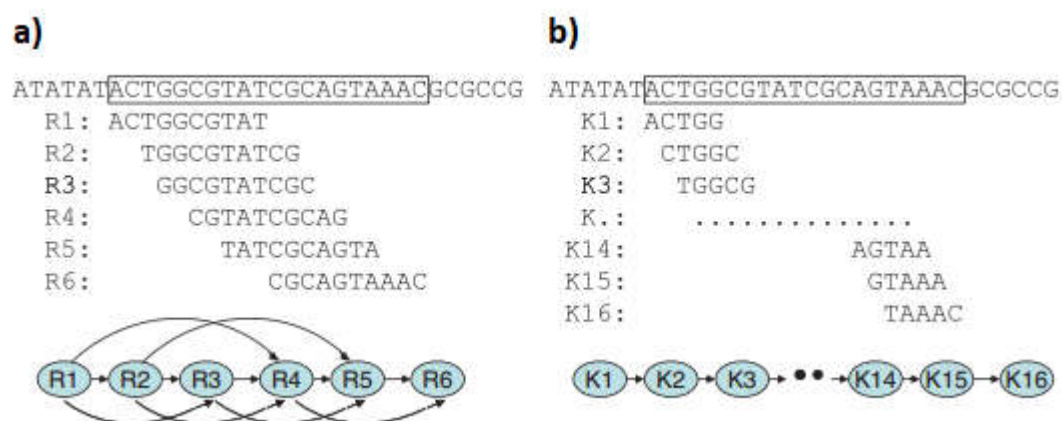 a)
ATATATACTGGCGTATCGCAGTAAACGCGCCG
R1: ACTGGCGTAT
R2: TGGCGTATCG
R3: GGCGTATCGC
R4: CGTATCGCAG
R5: TATCGCAGTA
R6: CGCAGTAAAC
R1 R2 R3 R4 R5 R6
b)
ATATATACTGGCGTATCGCAGTAAACGCGCCG
K1: ACTGG
K2: CTGGC
K3: TGGCG
K.: ..............
K14: AGTAA
K15: GTAAA
K16: TAAAC
K1 K2 K3 •• K14 K15 K16